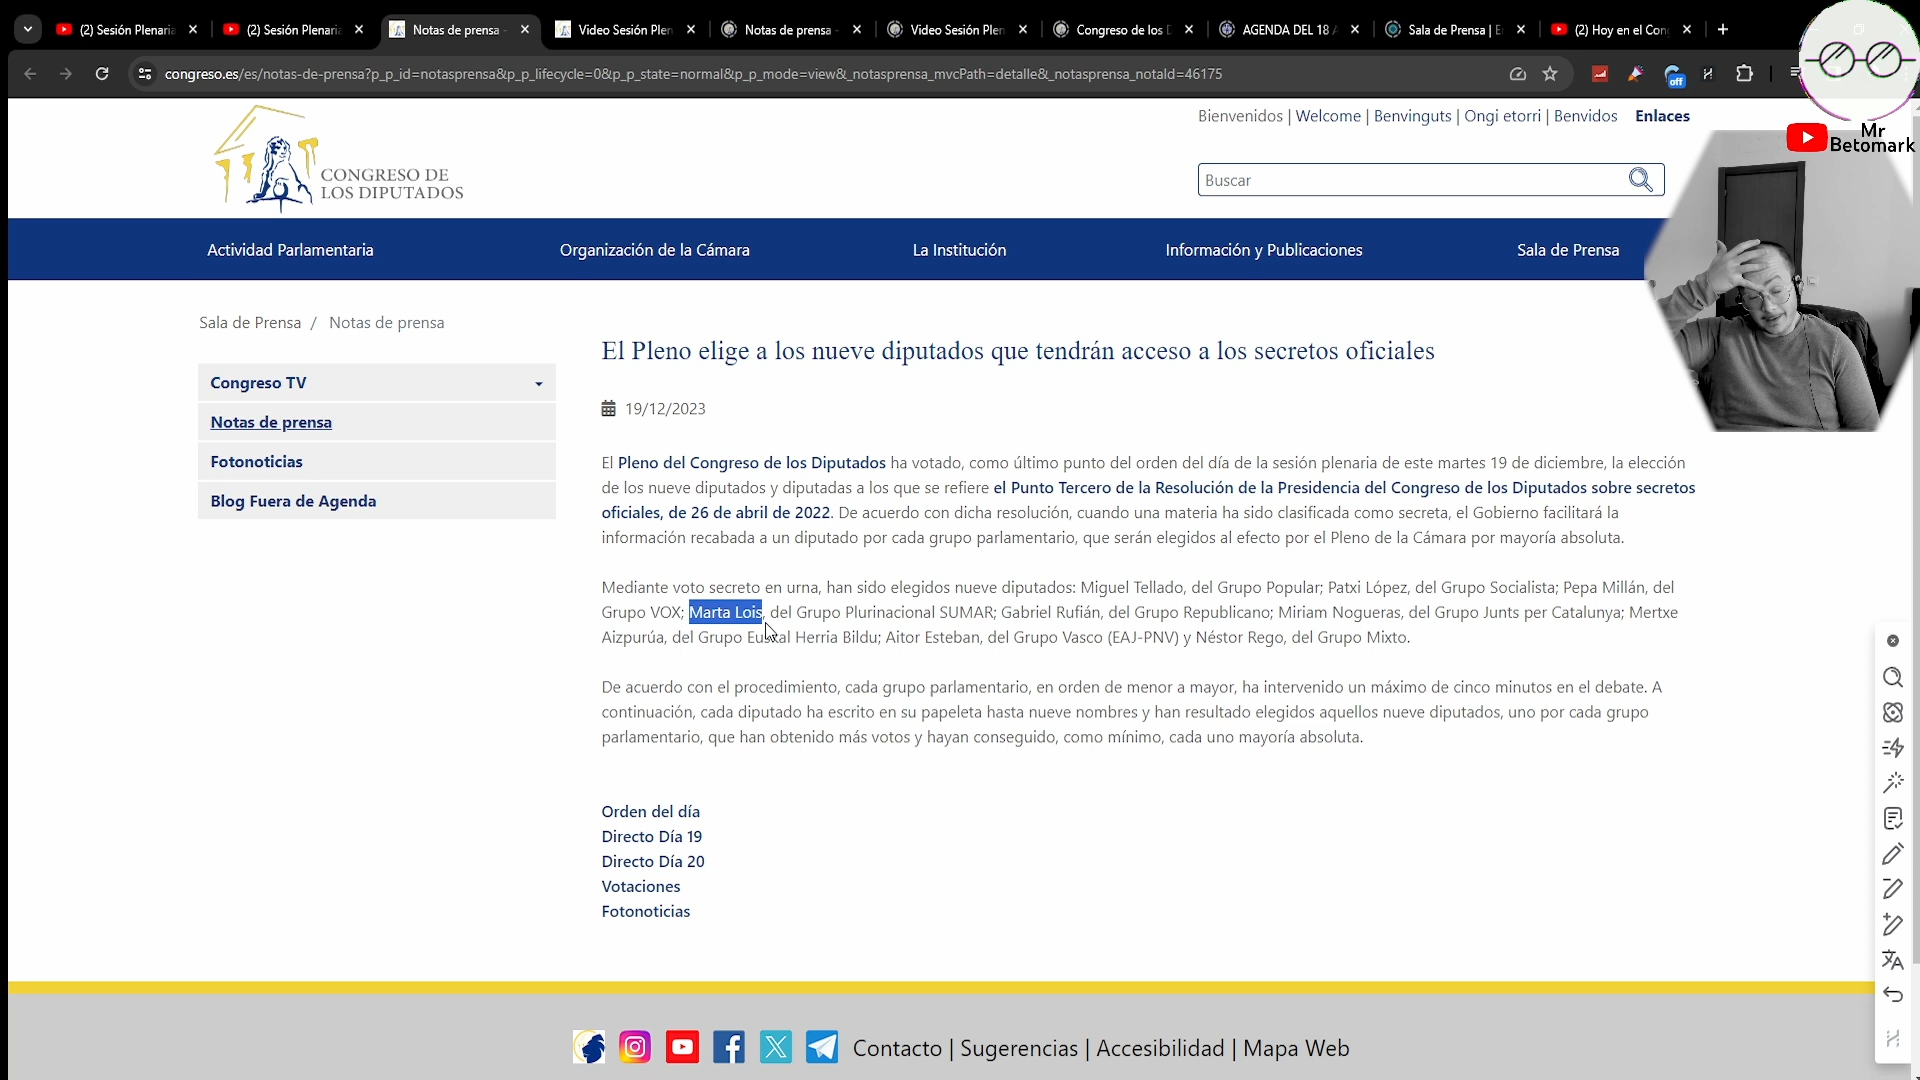 (2) Sesión Plenaria
(2) Sesión Plenaria
Notas de prensa -
Video Sesión Plen
Notas de prensa -
Video Sesión Plen
Congreso de los D
AGENDA DEL 18 A
Sala de Prensa | E
(2) Hoy en el Con
congreso.es/es/notas-de-prensa?p_p_id=notasprensa&p_p_lifecycle=0&p_p_state=normal&p_p_mode=view&_notasprensa_mvcPath=detalle&_notasprensa_notaId=46175
off
Mr
Betomark
Bienvenidos | Welcome | Benvinguts | Ongi etorri | Benvidos Enlaces
CONGRESO DE
LOS DIPUTADOS
Buscar
Actividad Parlamentaria
Organización de la Cámara
La Institución
Información y Publicaciones
Sala de Prensa
Sala de Prensa / Notas de prensa
Congreso TV
Notas de prensa
Fotonoticias
Blog Fuera de Agenda
El Pleno elige a los nueve diputados que tendrán acceso a los secretos oficiales
19/12/2023
El Pleno del Congreso de los Diputados ha votado, como último punto del orden del día de la sesión plenaria de este martes 19 de diciembre, la elección
de los nueve diputados y diputadas a los que se refiere el Punto Tercero de la Resolución de la Presidencia del Congreso de los Diputados sobre secretos
oficiales, de 26 de abril de 2022. De acuerdo con dicha resolución, cuando una materia ha sido clasificada como secreta, el Gobierno facilitará la
información recabada a un diputado por cada grupo parlamentario, que serán elegidos al efecto por el Pleno de la Cámara por mayoría absoluta.
Mediante voto secreto en urna, han sido elegidos nueve diputados: Miguel Tellado, del Grupo Popular; Patxi López, del Grupo Socialista; Pepa Millán, del
Grupo VOX; Marta Lois, del Grupo Plurinacional SUMAR; Gabriel Rufián, del Grupo Republicano; Miriam Nogueras, del Grupo Junts per Catalunya; Mertxe
Aizpurúa, del Grupo Euskal Herria Bildu; Aitor Esteban, del Grupo Vasco (EAJ-PNV) y Néstor Rego, del Grupo Mixto.
De acuerdo con el procedimiento, cada grupo parlamentario, en orden de menor a mayor, ha intervenido un máximo de cinco minutos en el debate. A
continuación, cada diputado ha escrito en su papeleta hasta nueve nombres y han resultado elegidos aquellos nueve diputados, uno por cada grupo
parlamentario, que han obtenido más votos y hayan conseguido, como mínimo, cada uno mayoría absoluta.
Orden del día
Directo Día 19
Directo Día 20
Votaciones
Fotonoticias
Contacto | Sugerencias | Accesibilidad | Mapa Web